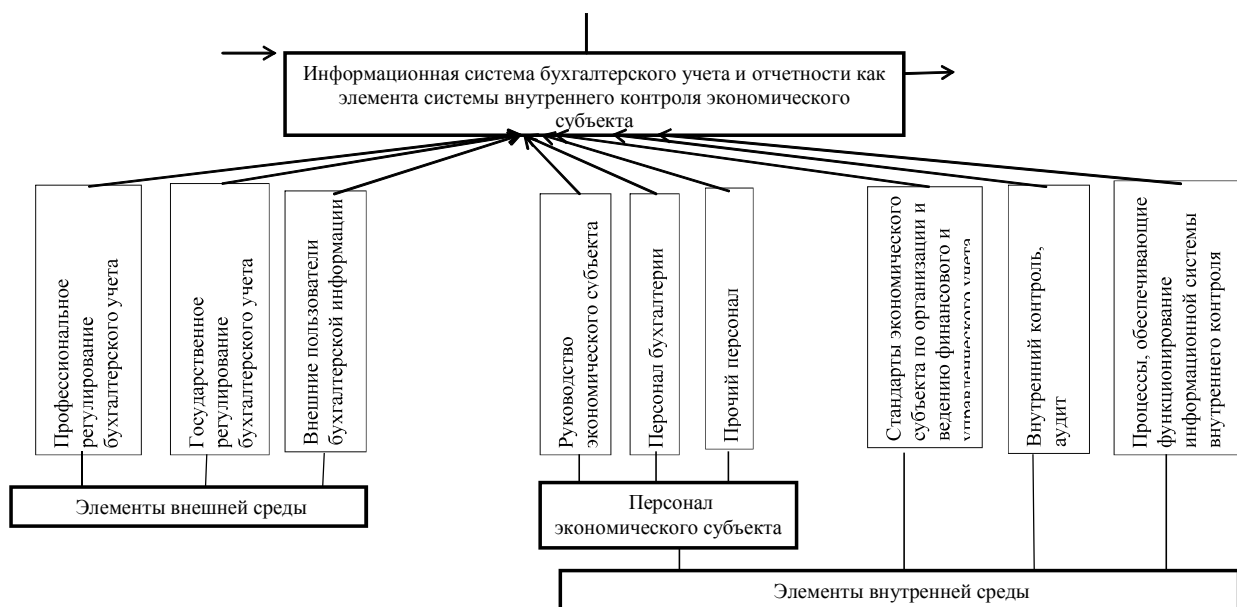 Информационная система бухгалтерского учета и отчетности как
элемента системы внутреннего контроля экономического
субъекта
Профессиональное
регулирование
бухгалтерского учета
Государственное
регулирование
бухгалтерского учета
Внешние пользователи
бухгалтерской информации
Руководство
экономического субъекта
Персонал бухгалтерии
Прочий персонал
Стандарты экономического
субъекта по организации и
ведению финансового и
управленческого учета
Внутренний контроль,
аудит
Процессы, обеспечивающие
функционирование
информационной системы
внутреннего контроля
Элементы внешней среды
Персонал
экономического субъекта
Элементы внутренней среды